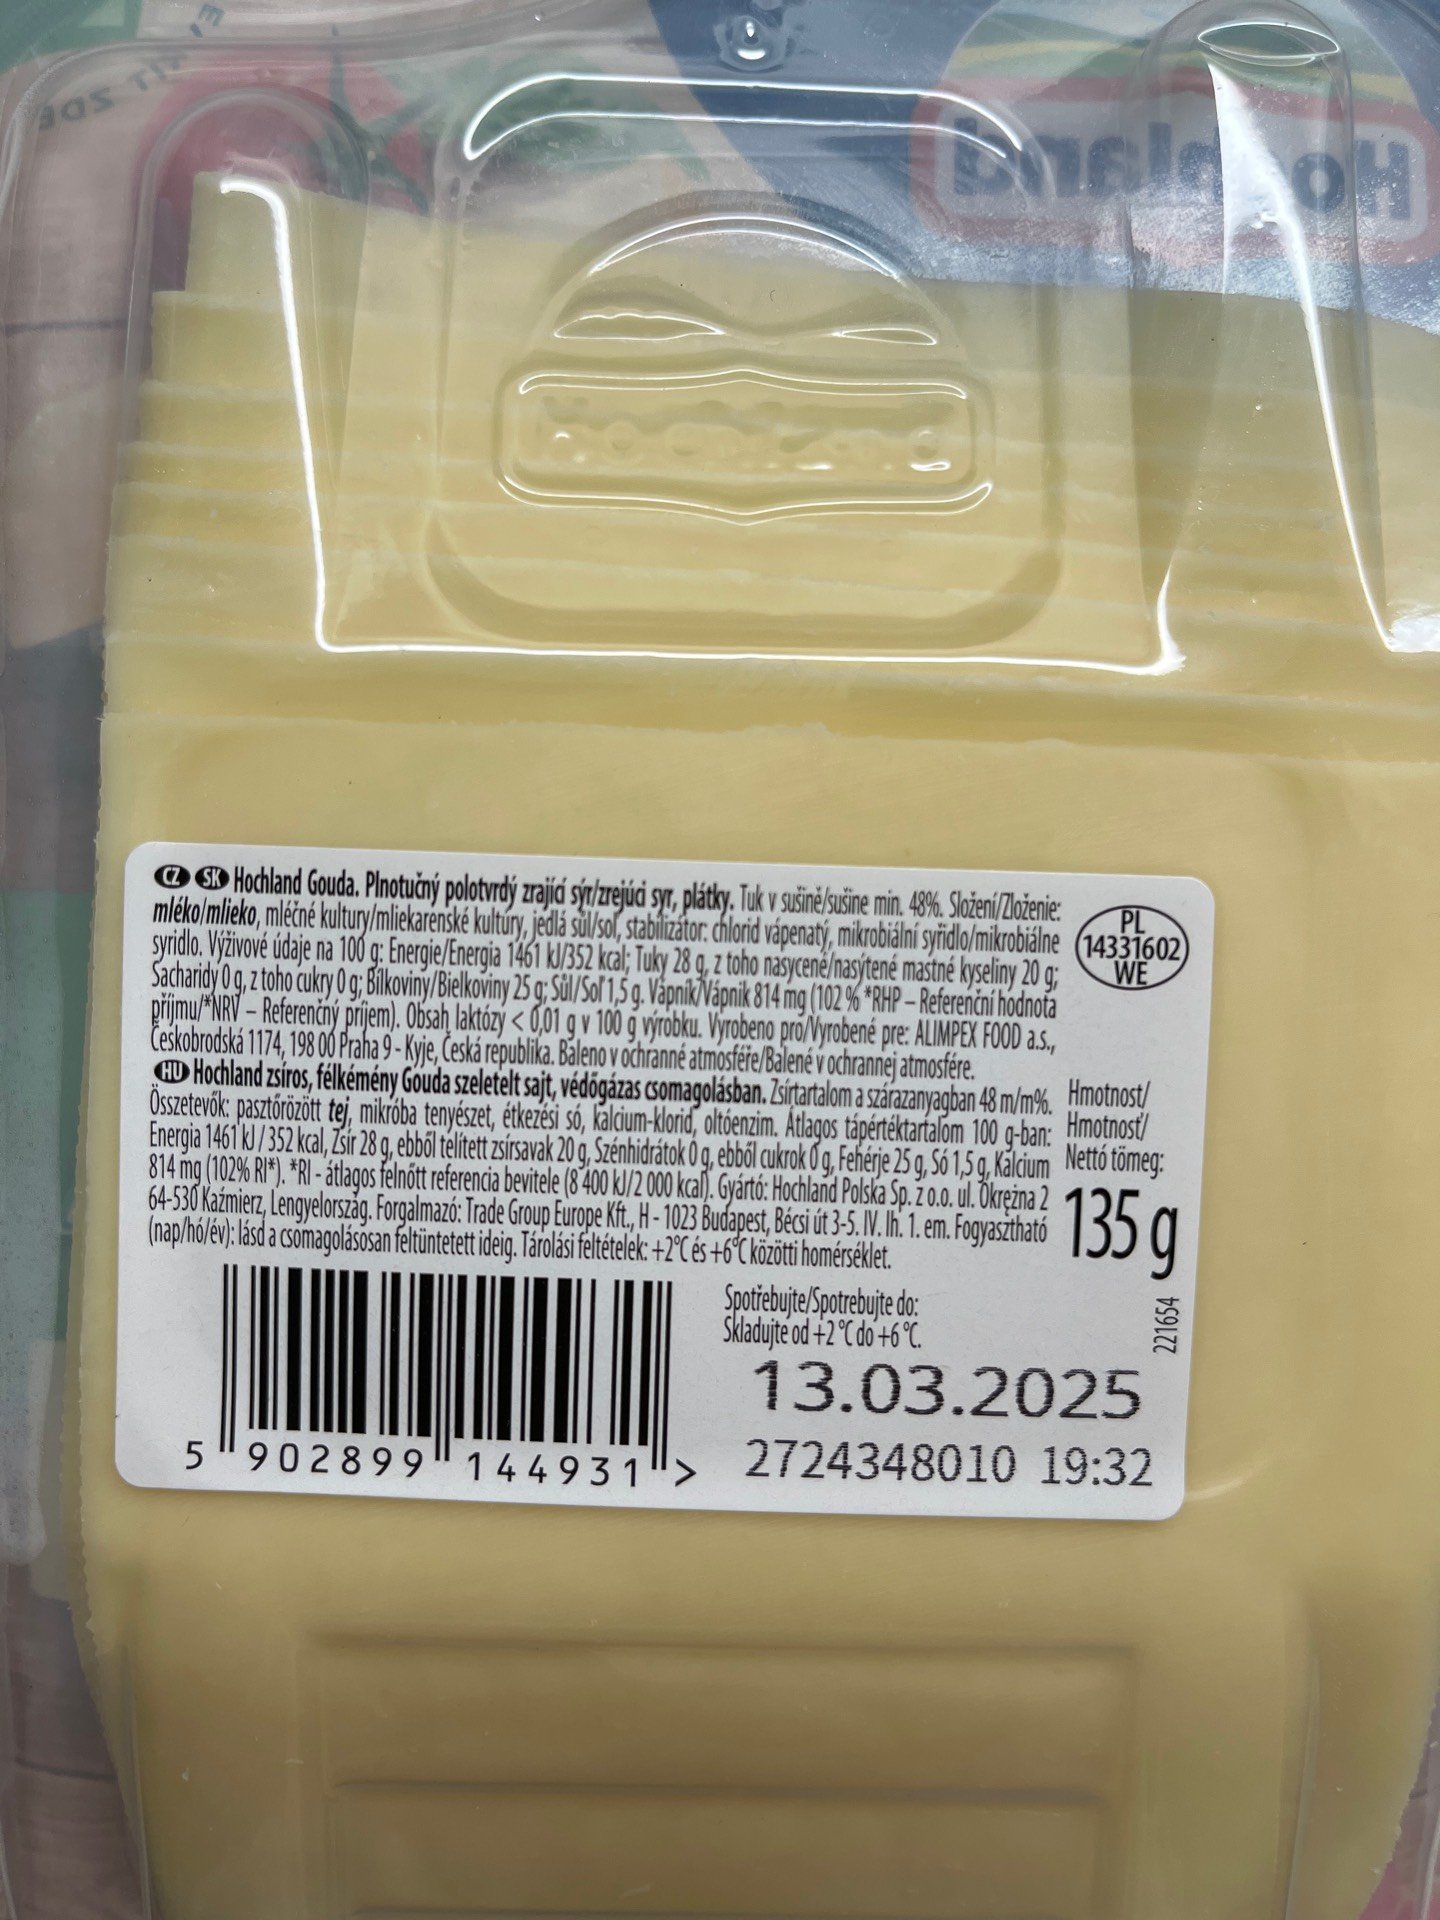 Hochland
CZ SK Hochland Gouda. Plnotučný polotvrdý zrající sýr/zrejúci syr, plátky. Tuk v sušině/sušine min. 48%. Složení/Zloženie:
mléko/mlieko, mléčné kultury/mliekarenské kultúry, jedlá sůl/soľ, stabilizátor: chlorid vápenatý, mikrobiální syřidlo/mikrobiálne
syridlo. Výživové údaje na 100 g: Energie/Energia 1461 kJ/352 kcal; Tuky 28 g, z toho nasycené/nasýtené mastné kyseliny 20 g;
Sacharidy 0 g, z toho cukry 0 g; Bílkoviny/Bielkoviny 25 g; Sůl/Soľ 1,5 g. Vápník/Vápnik 814 mg (102 % *RHP – Referenční hodnota
příjmu/*NRV – Referenčný príjem). Obsah laktózy < 0,01 g v 100 g výrobku. Vyrobeno pro/Vyrobené pre: ALIMPEX FOOD a.s.,
Českobrodská 1174, 198 00 Praha 9 - Kyje, Česká republika. Baleno v ochranné atmosféře/Balené v ochrannej atmosfére.
PL
14331602
WE
HU Hochland zsíros, félkémény Gouda szeletelt sajt, védőgázas csomagolásban. Zsírtartalom a szárazanyagban 48 m/m%.
Összetevők: pasztőrözött tej, mikróba tenyészet, étkezési só, kalcium-klorid, oltóenzim. Átlagos tápértéktartalom 100 g-ban:
Energia 1461 kJ / 352 kcal, Zsír 28 g, ebből telített zsírsavak 20 g, Szénhidrátok 0 g, ebből cukrok 0 g, Fehérje 25 g, Só 1,5 g, Kálcium
814 mg (102% RI*). *RI - átlagos felnőtt referencia bevitele (8 400 kJ/2 000 kcal). Gyártó: Hochland Polska Sp. z o.o. ul. Okrężna 2
64-530 Kaźmierz, Lengyelország. Forgalmazó: Trade Group Europe Kft., H - 1023 Budapest, Bécsi út 3-5. IV. lh. 1. em. Fogyasztható
(nap/hó/év): lásd a csomagolásosan feltüntetett ideig. Tárolási feltételek: +2°C és +6°C közötti homérséklet.
Hmotnost/
Hmotnosť/
Nettó tömeg:
135 g
221654
Spotřebujte/Spotrebujte do:
Skladujte od +2 °C do +6 °C.
13.03.2025
2724348010 19:32
5 902899 144931 >